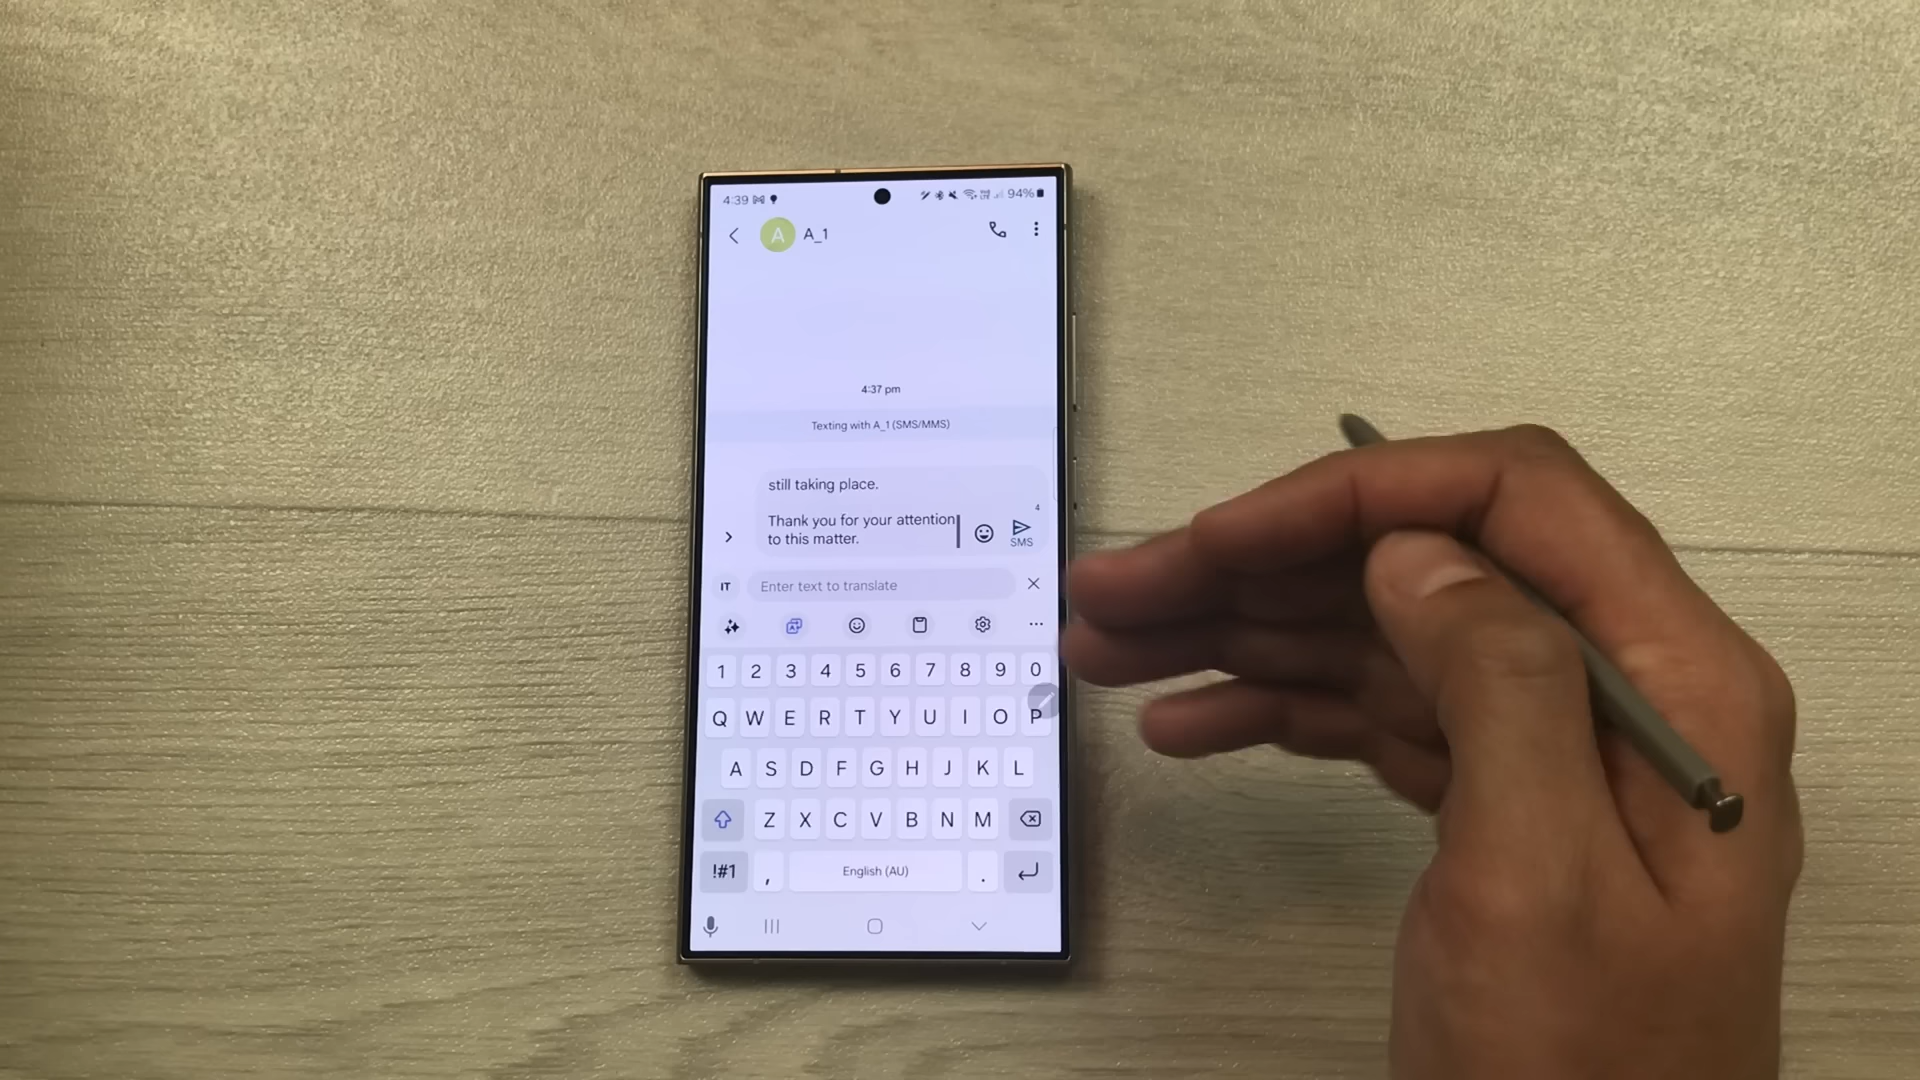 4:39
94%
A
A_1
4:37 pm
Texting with A_1 (SMS/MMS)
still taking place.
Thank you for your attention
to this matter.
4
SMS
IT
Enter text to translate
1 2 3 4 5 6 7 8 9 0
Q W E R T Y U I O P
A S D F G H J K L
Z X C V B N M
!#1 , English (AU) .